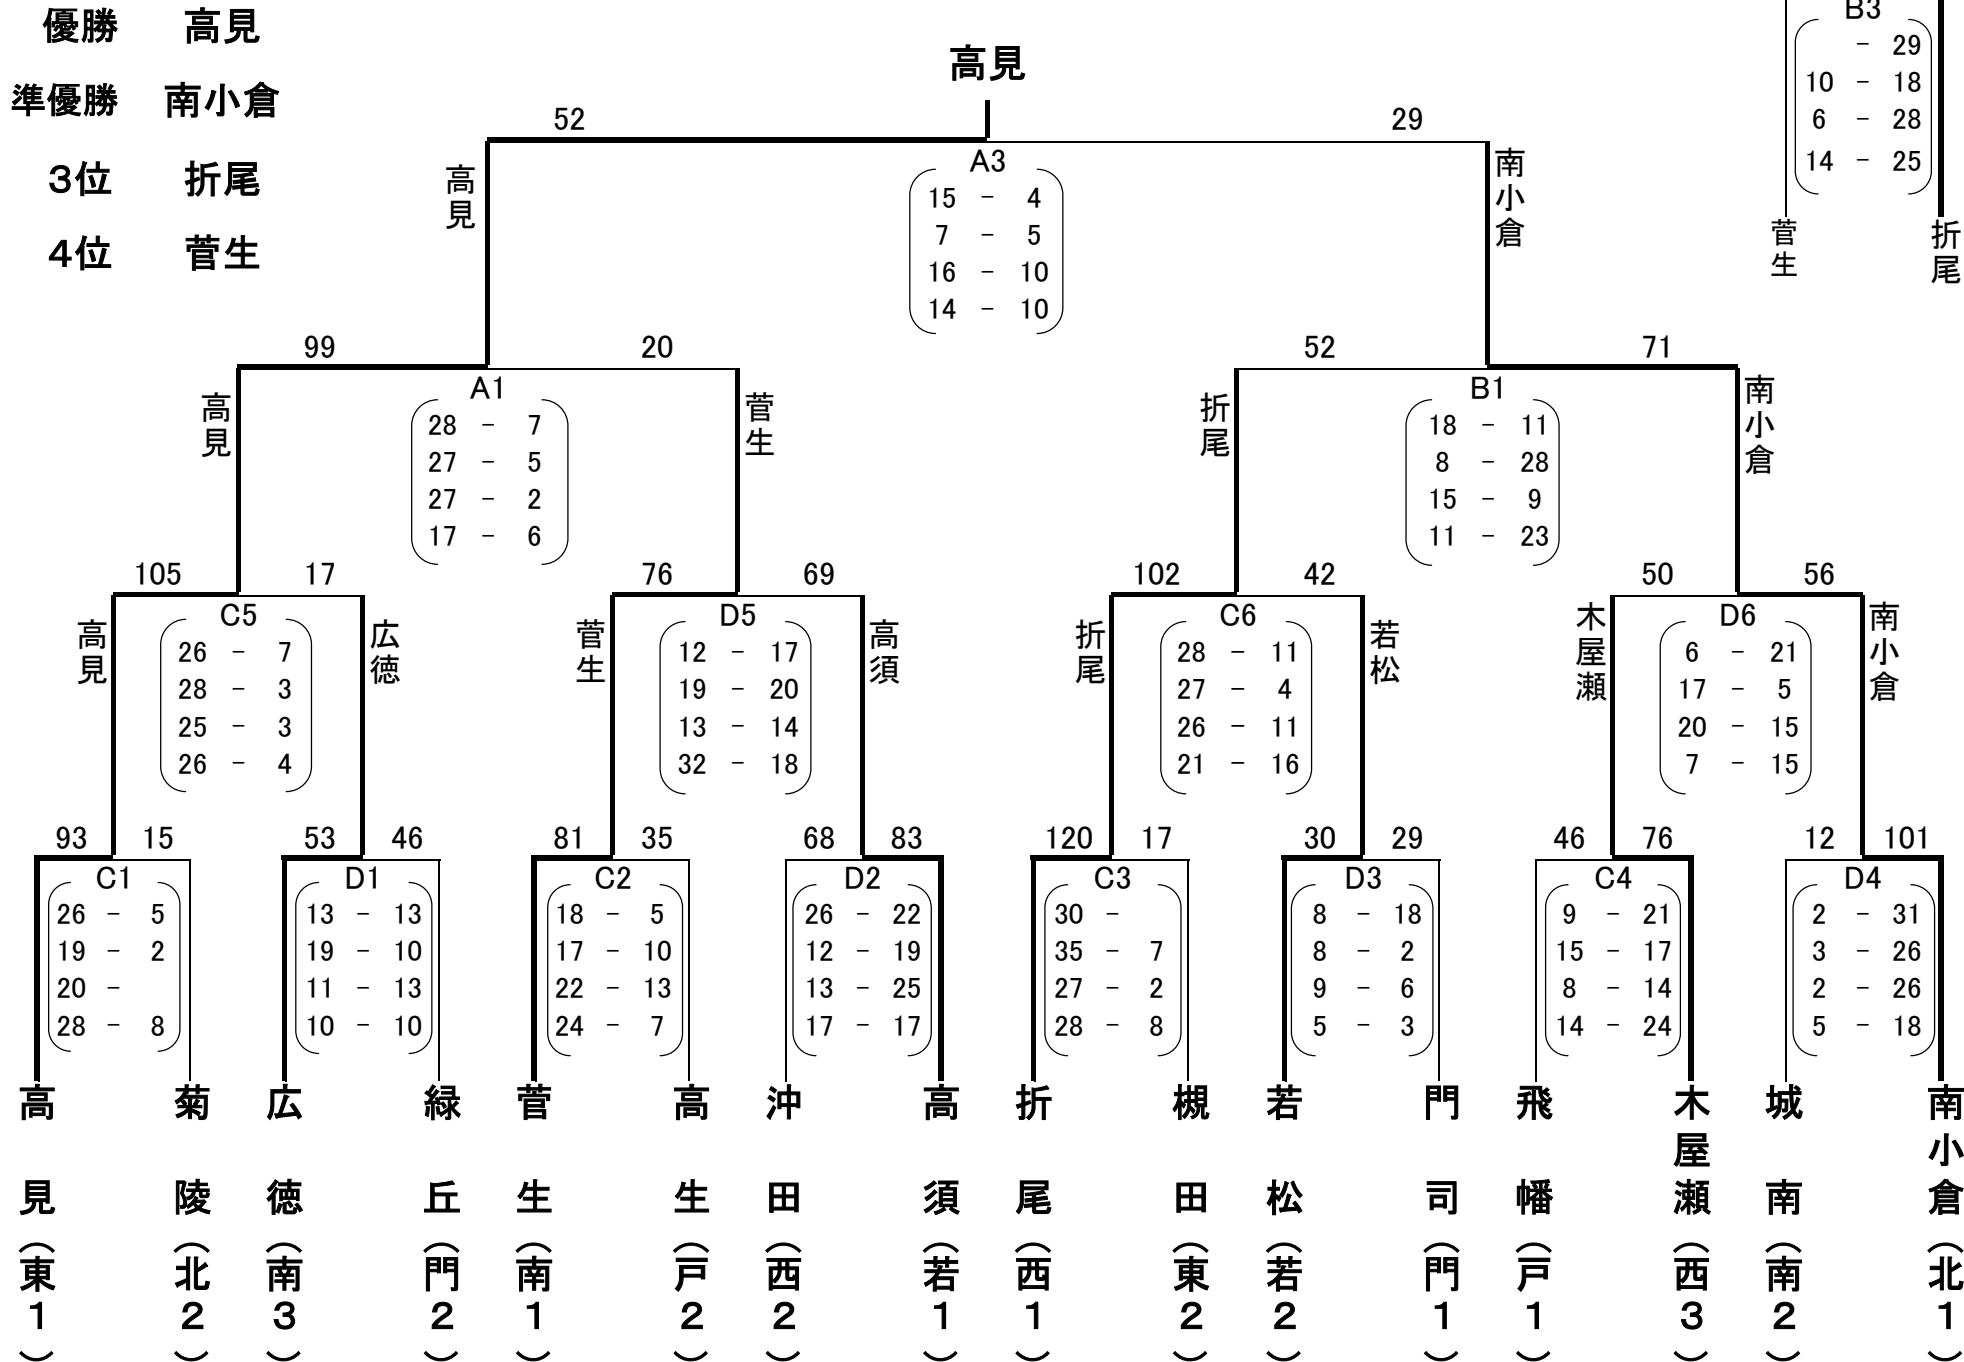 優勝 高見
準優勝 南小倉
3位 折尾
4位 菅生
B3
- 29
10 - 18
6 - 28
14 - 25
菅生 折尾
高見
52 29
高見 南小倉
A3
15 - 4
7 - 5
16 - 10
14 - 10
99 20 52 71
高見 菅生 折尾 南小倉
A1
28 - 7
27 - 5
27 - 2
17 - 6
B1
18 - 11
8 - 28
15 - 9
11 - 23
105 17 76 69 102 42 50 56
高見 広徳 菅生 高須 折尾 若松 木屋瀬 南小倉
C5
26 - 7
28 - 3
25 - 3
26 - 4
D5
12 - 17
19 - 20
13 - 14
32 - 18
C6
28 - 11
27 - 4
26 - 11
21 - 16
D6
6 - 21
17 - 5
20 - 15
7 - 15
93 15 53 46 81 35 68 83 120 17 30 29 46 76 12 101
C1
26 - 5
19 - 2
20 -
28 - 8
D1
13 - 13
19 - 10
11 - 13
10 - 10
C2
18 - 5
17 - 10
22 - 13
24 - 7
D2
26 - 22
12 - 19
13 - 25
17 - 17
C3
30 -
35 - 7
27 - 2
28 - 8
D3
8 - 18
8 - 2
9 - 6
5 - 3
C4
9 - 21
15 - 17
8 - 14
14 - 24
D4
2 - 31
3 - 26
2 - 26
5 - 18
高見(東1)
菊陵(北2)
広徳(南3)
緑丘(門2)
菅生(南1)
高生(戸2)
沖田(西2)
高須(若1)
折尾(西1)
槻田(東2)
若松(若2)
門司(門1)
飛幡(戸1)
木屋瀬(西3)
城南(南2)
南小倉(北1)